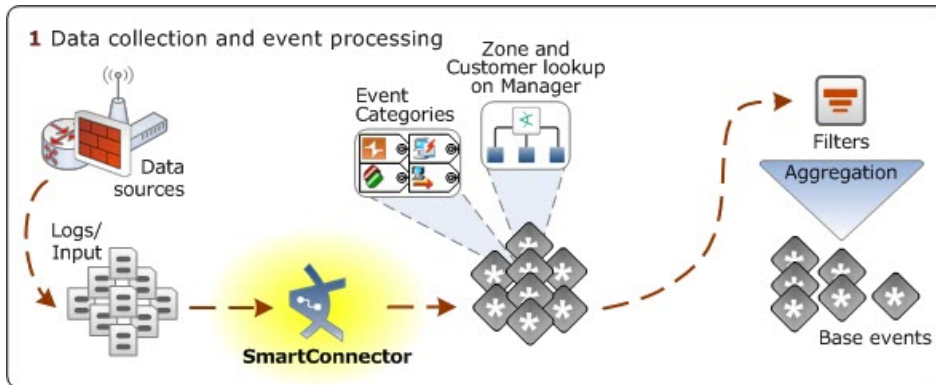 1 Data collection and event processing
Zone and
Customer lookup
on Manager
Event
Categories
Data
sources
Filters
Aggregation
Logs/
Input
SmartConnector
Base events